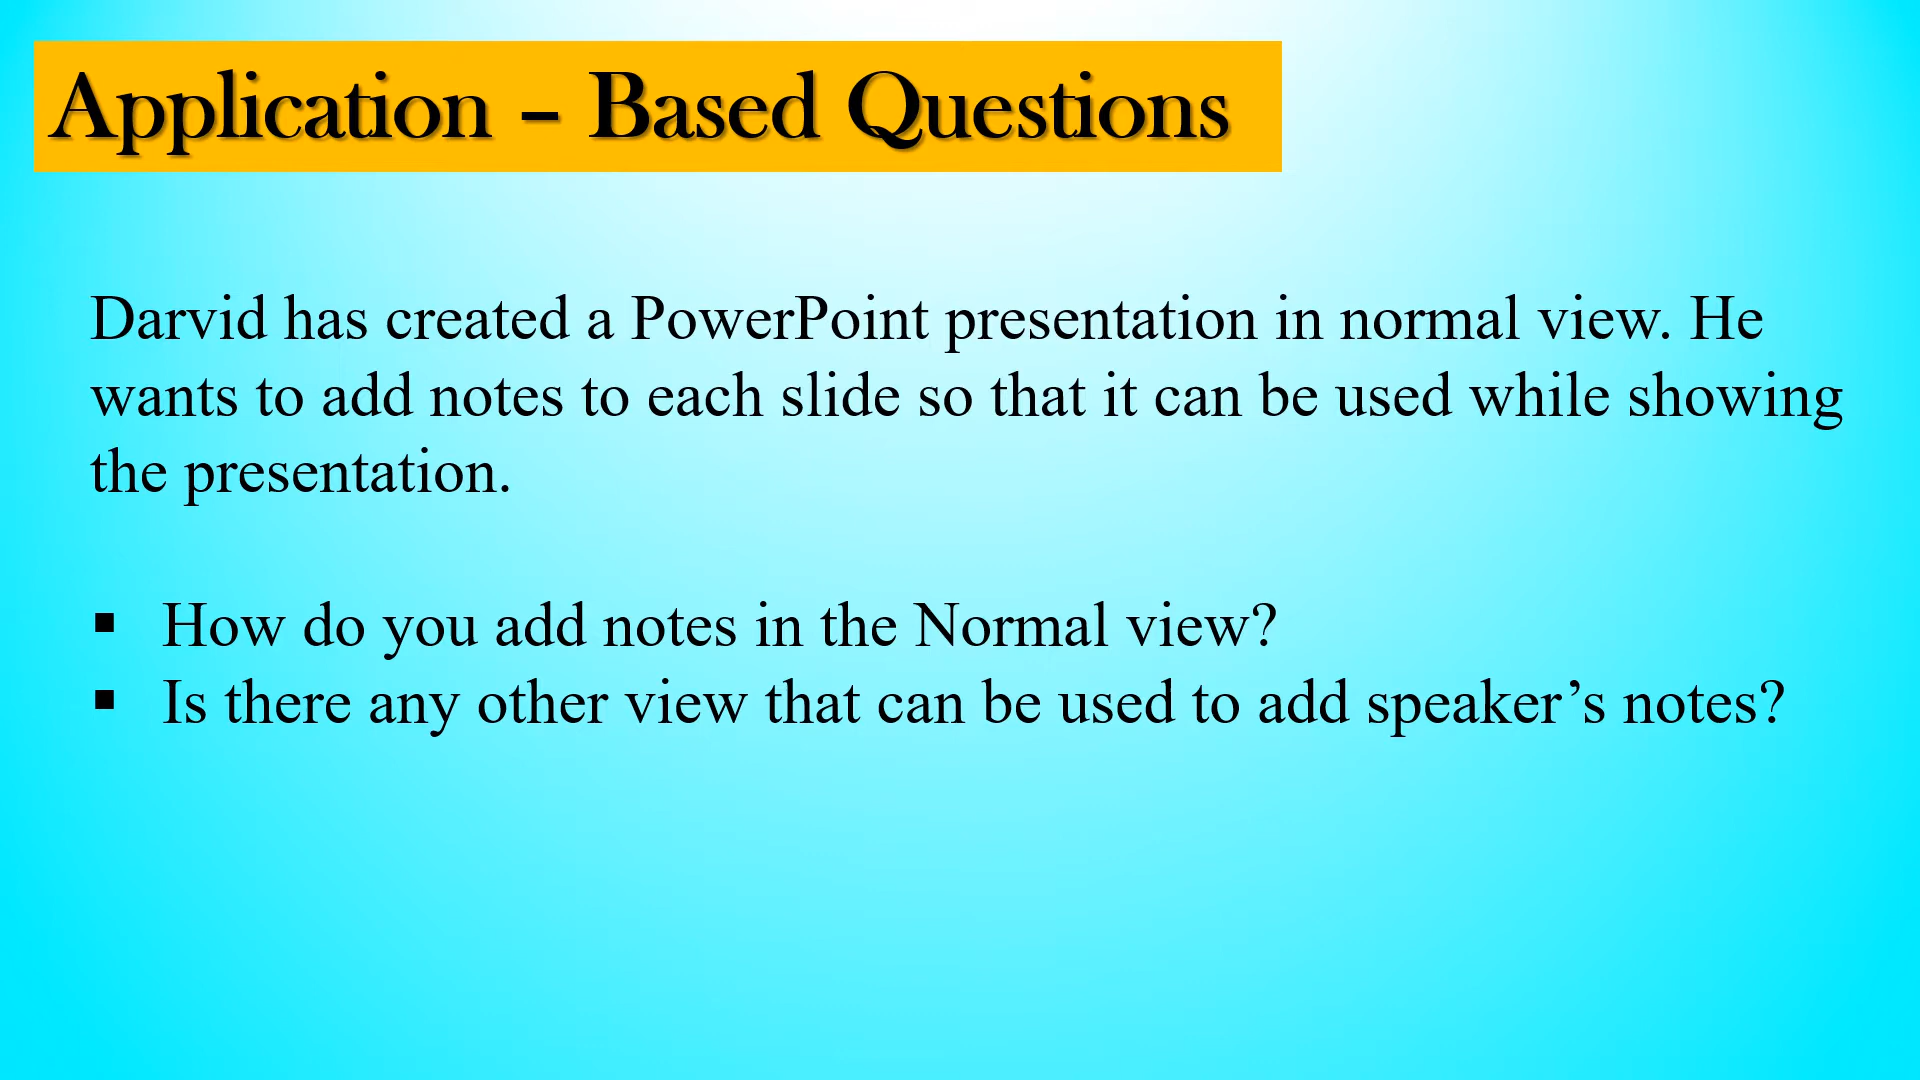 Application – Based Questions
Darvid has created a PowerPoint presentation in normal view. He
wants to add notes to each slide so that it can be used while showing
the presentation.
▪ How do you add notes in the Normal view?
▪ Is there any other view that can be used to add speaker’s notes?